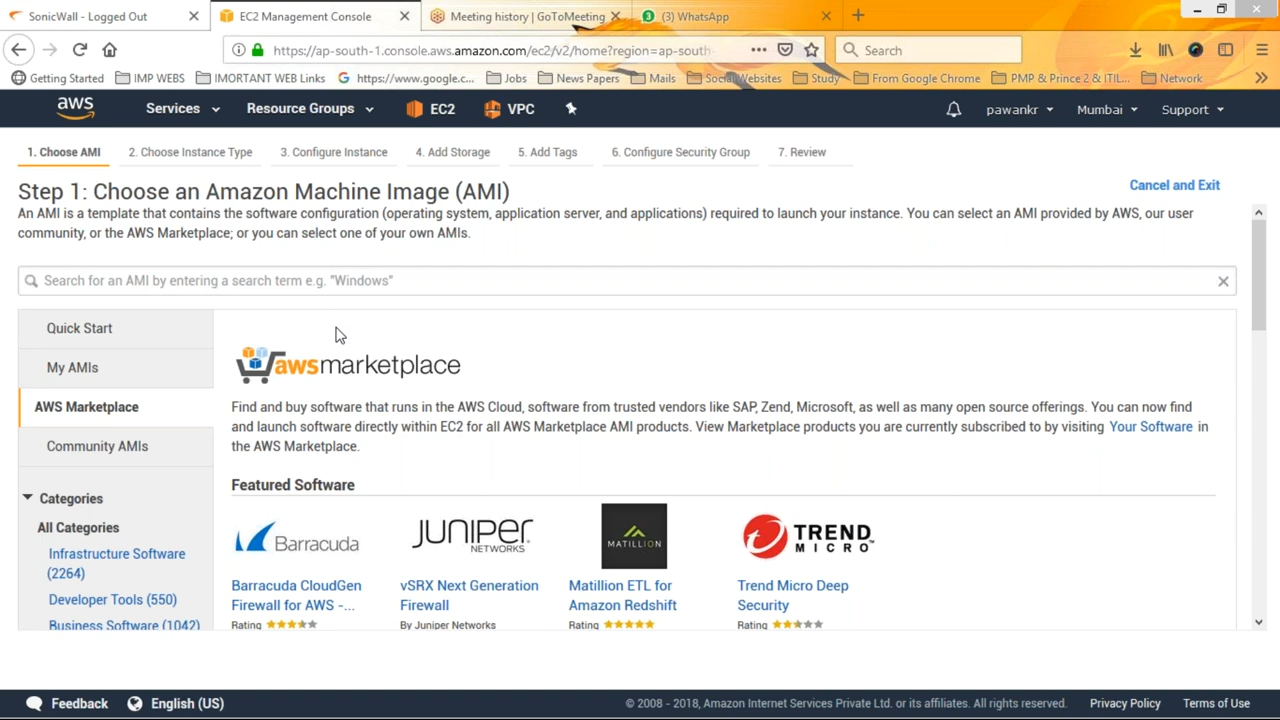 SonicWall - Logged Out
EC2 Management Console
Meeting history | GoToMeeting
(3) WhatsApp
https://ap-south-1.console.aws.amazon.com/ec2/v2/home?region=ap-south-
Search
Getting Started
IMP WEBS
IMORTANT WEB Links
https://www.google.c...
Jobs
News Papers
Mails
Social Websites
Study
From Google Chrome
PMP & Prince 2 & ITIL...
Network
aws
Services
Resource Groups
EC2
VPC
pawankr
Mumbai
Support
1. Choose AMI
2. Choose Instance Type
3. Configure Instance
4. Add Storage
5. Add Tags
6. Configure Security Group
7. Review
Step 1: Choose an Amazon Machine Image (AMI)
Cancel and Exit
An AMI is a template that contains the software configuration (operating system, application server, and applications) required to launch your instance. You can select an AMI provided by AWS, our user
community, or the AWS Marketplace; or you can select one of your own AMIs.
Search for an AMI by entering a search term e.g. "Windows"
Quick Start
My AMIs
AWS Marketplace
Community AMIs
Categories
All Categories
Infrastructure Software
(2264)
Developer Tools (550)
Business Software (1042)
awsmarketplace
Find and buy software that runs in the AWS Cloud, software from trusted vendors like SAP, Zend, Microsoft, as well as many open source offerings. You can now find
and launch software directly within EC2 for all AWS Marketplace AMI products. View Marketplace products you are currently subscribed to by visiting Your Software in
the AWS Marketplace.
Featured Software
Barracuda
JUNIPER
NETWORKS
MATILLION
TREND
MICRO
Barracuda CloudGen
Firewall for AWS -...
Rating
vSRX Next Generation
Firewall
By Juniper Networks
Matillion ETL for
Amazon Redshift
Rating
Trend Micro Deep
Security
Rating
Feedback
English (US)
© 2008 - 2018, Amazon Internet Services Private Ltd. or its affiliates. All rights reserved.
Privacy Policy
Terms of Use